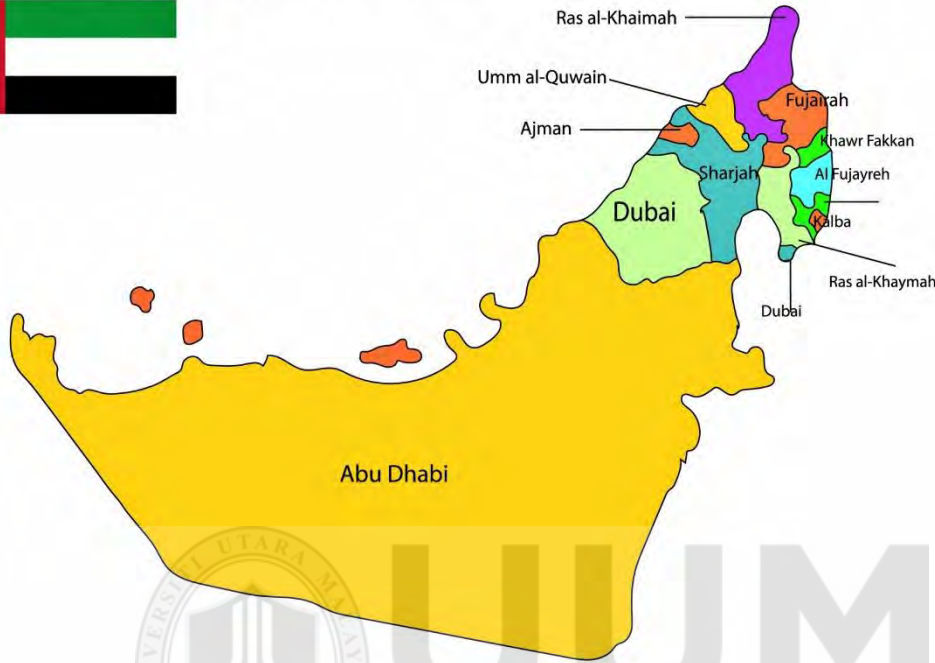 Ras al-Khaimah
Umm al-Quwain
Fujairah
Ajman
Khawr Fakkan
Sharjah
Al Fujayreh
Dubai
Kalba
Ras al-Khaymah
Dubai
Abu Dhabi
UTARA
UUM